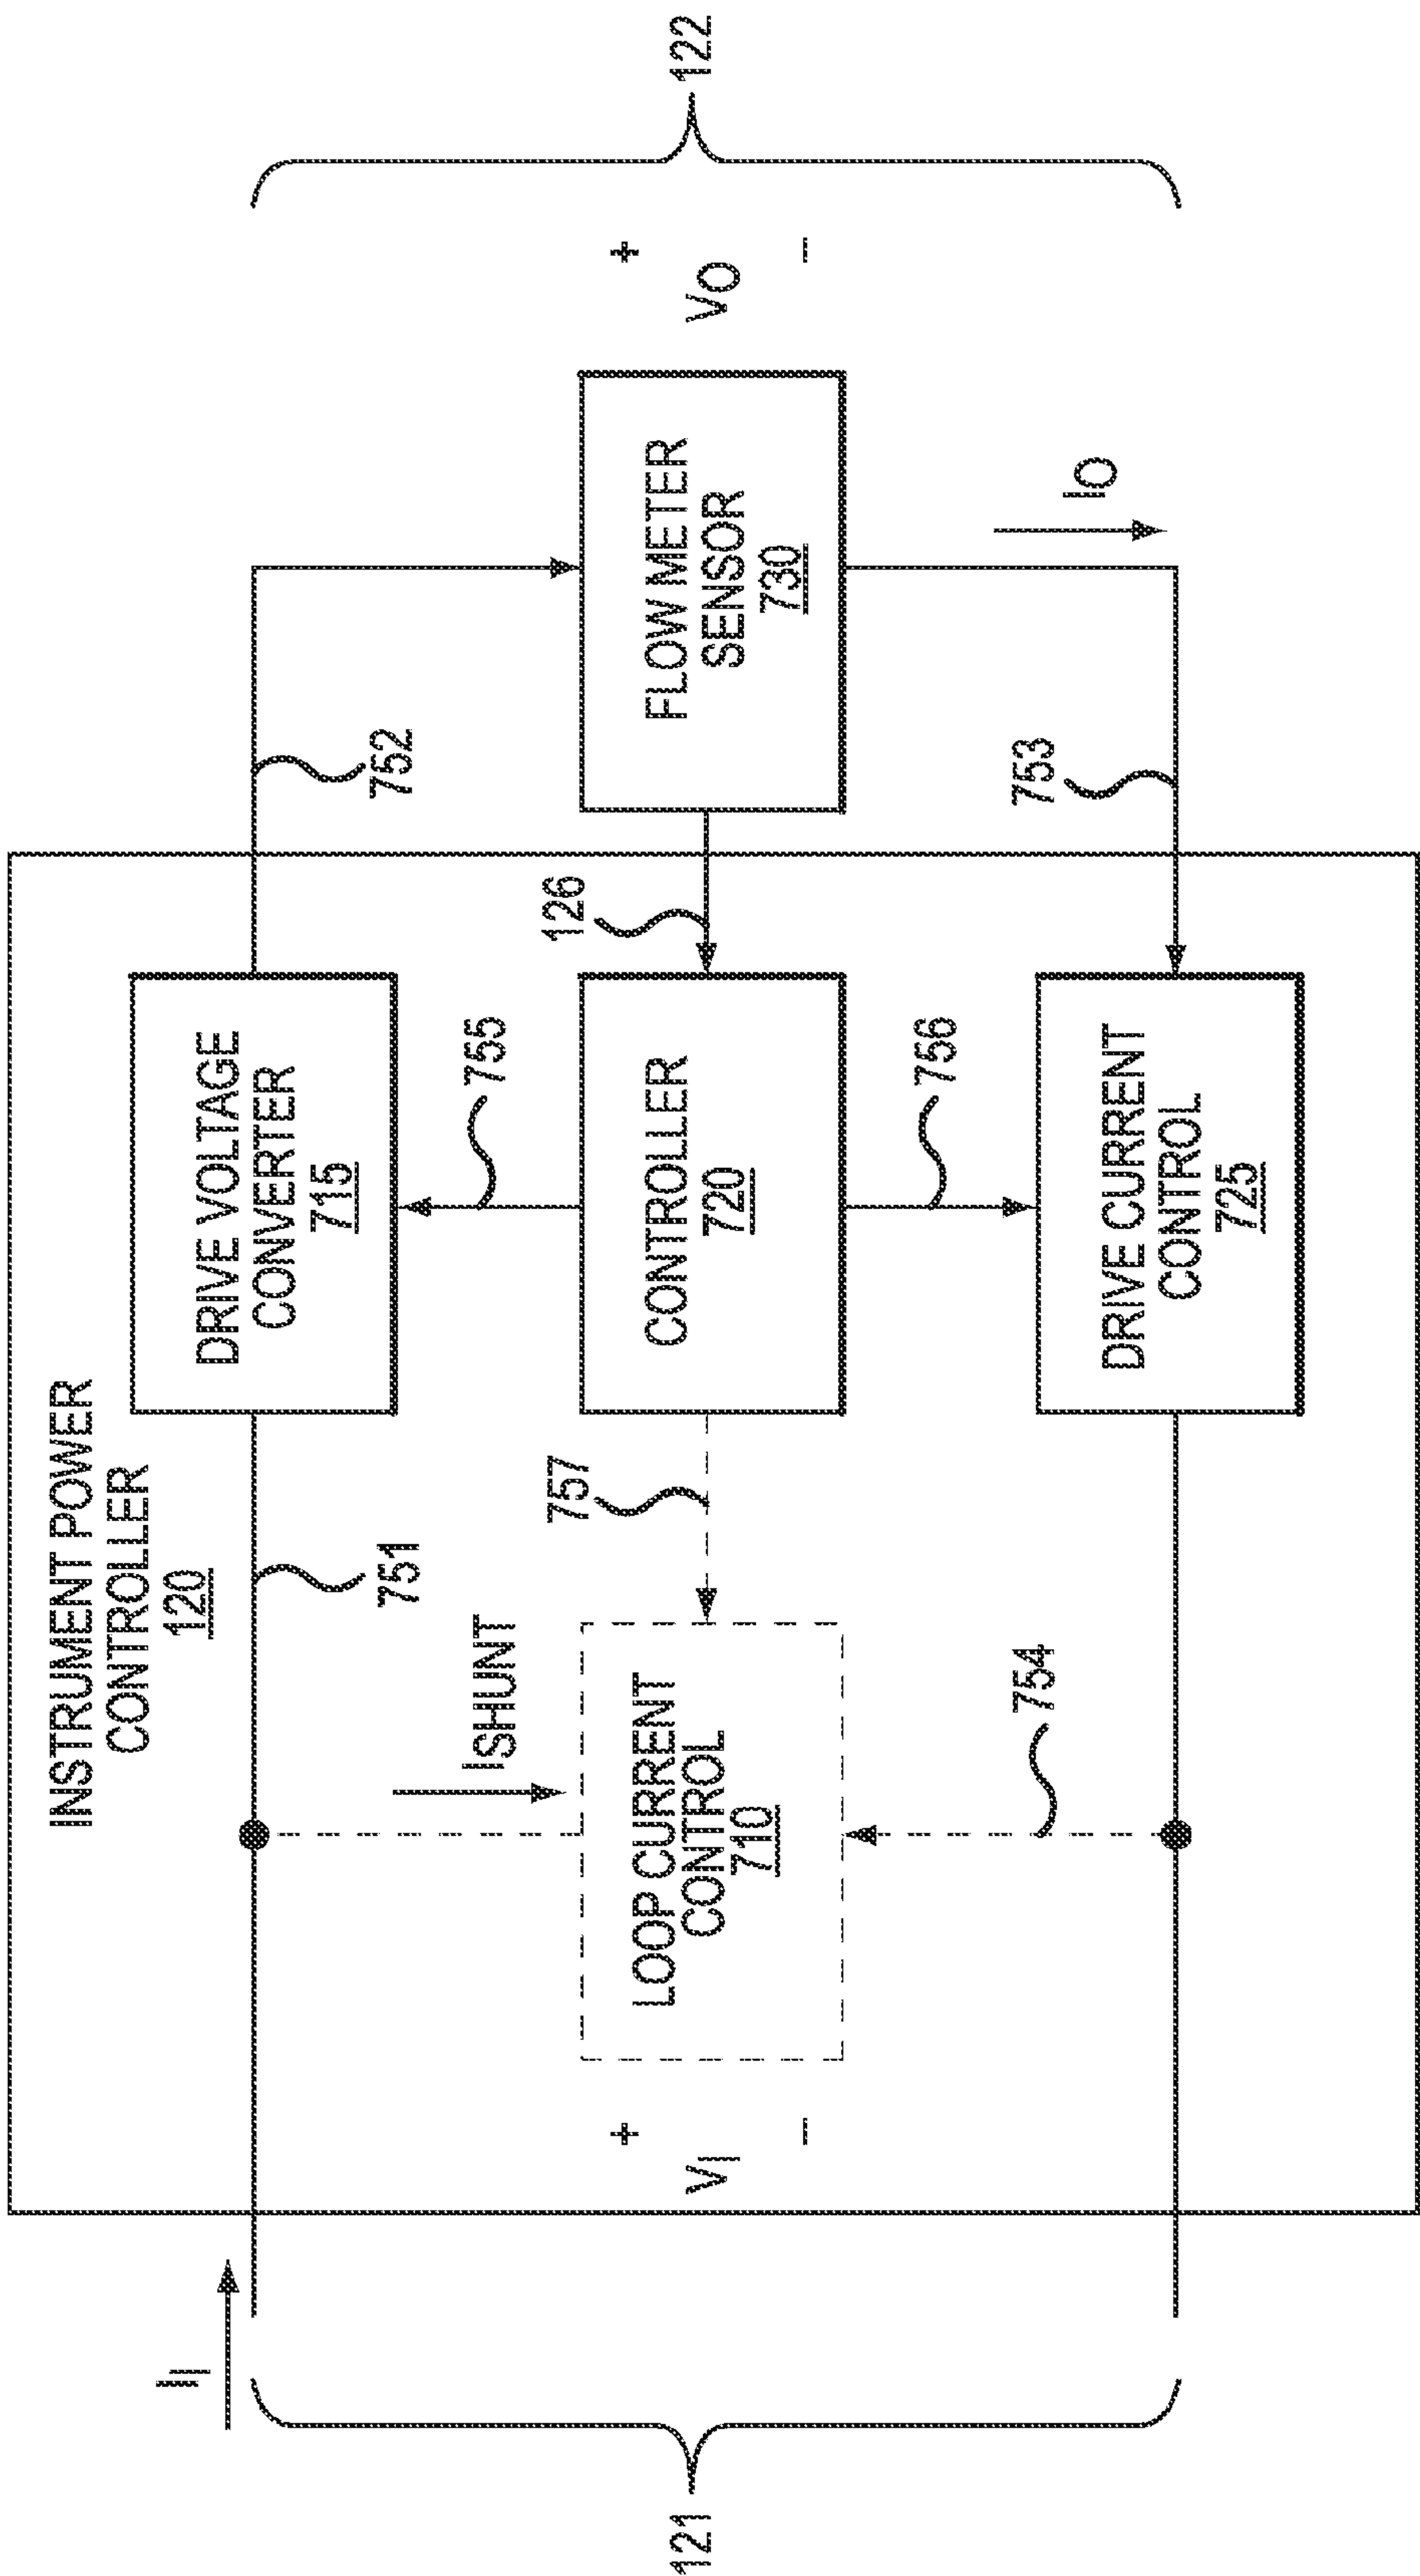 INSTRUMENT POWER
CONTROLLER
120
II
751
DRIVE VOLTAGE
CONVERTER
715
752
ISHUNT
755
121
+
VI
−
LOOP CURRENT
CONTROL
710
757
CONTROLLER
720
126
FLOW METER
SENSOR
730
+
VO
−
122
754
756
753
IO
DRIVE CURRENT
CONTROL
725